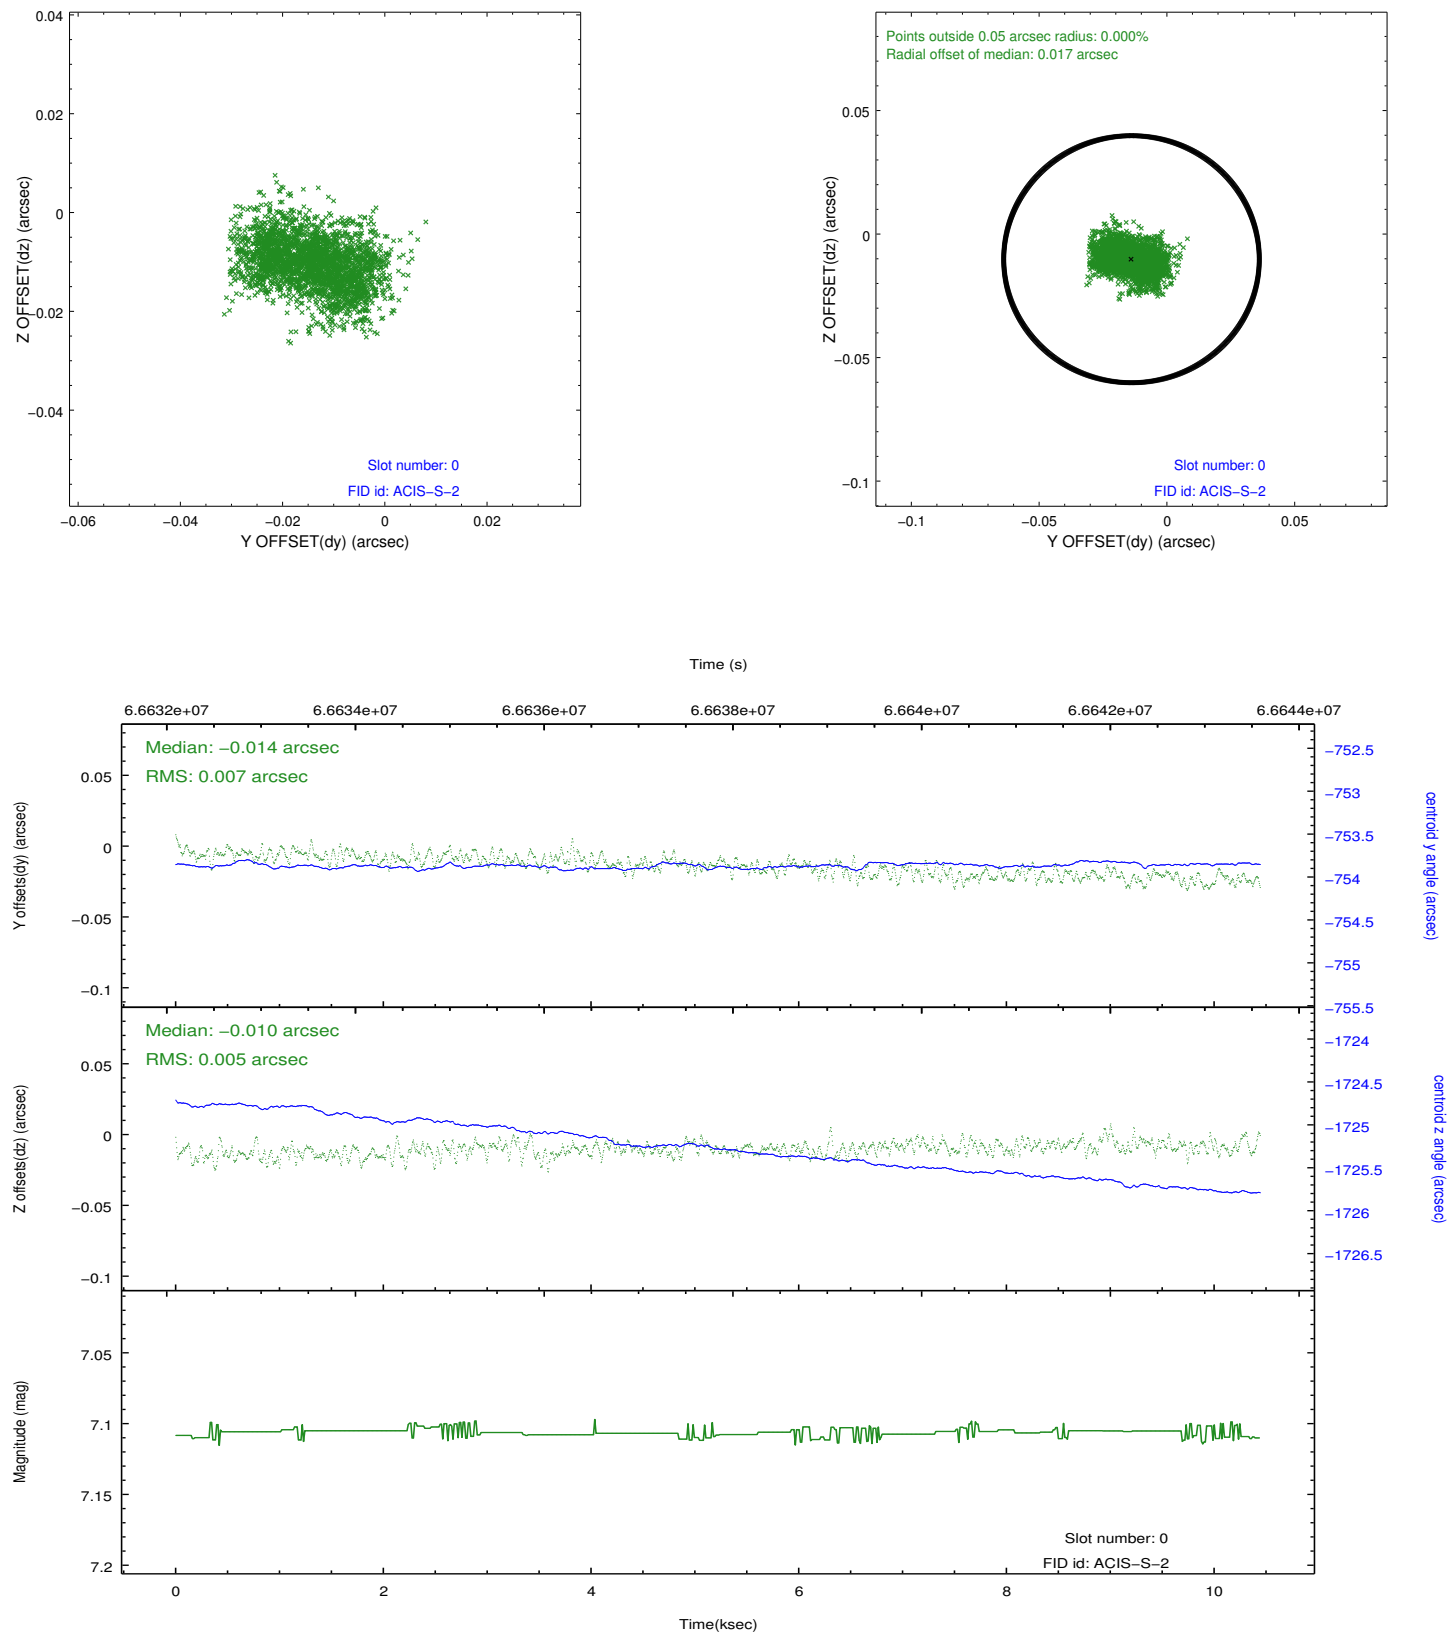 0.04
0.02
0
−0.02
−0.04
Z OFFSET(dz) (arcsec)
Slot number: 0
FID id: ACIS−S−2
−0.06 −0.04 −0.02 0 0.02
Y OFFSET(dy) (arcsec)
Points outside 0.05 arcsec radius: 0.000%
Radial offset of median: 0.017 arcsec
0.05
0
−0.05
−0.1
Z OFFSET(dz) (arcsec)
Slot number: 0
FID id: ACIS−S−2
−0.1 −0.05 0 0.05
Y OFFSET(dy) (arcsec)
Time (s)
6.6632e+07 6.6634e+07 6.6636e+07 6.6638e+07 6.664e+07 6.6642e+07 6.6644e+07
Median: −0.014 arcsec
RMS: 0.007 arcsec
0.05
0
−0.05
−0.1
Y offsets(dy) (arcsec)
−752.5
−753
−753.5
−754
−754.5
−755
−755.5
centroid y angle (arcsec)
Median: −0.010 arcsec
RMS: 0.005 arcsec
0.05
0
−0.05
−0.1
Z offsets(dz) (arcsec)
−1724
−1724.5
−1725
−1725.5
−1726
−1726.5
centroid z angle (arcsec)
7.05
7.1
7.15
7.2
Magnitude (mag)
Slot number: 0
FID id: ACIS−S−2
0 2 4 6 8 10
Time(ksec)